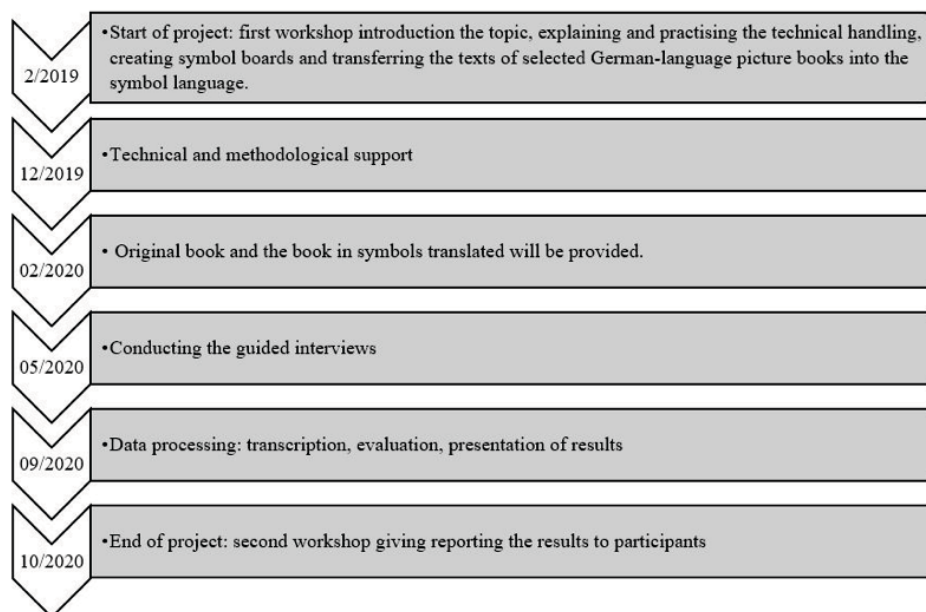 2/2019
•Start of project: first workshop introduction the topic, explaining and practising the technical handling,
creating symbol boards and transferring the texts of selected German-language picture books into the
symbol language.
12/2019
•Technical and methodological support
02/2020
• Original book and the book in symbols translated will be provided.
05/2020
•Conducting the guided interviews
09/2020
•Data processing: transcription, evaluation, presentation of results
10/2020
•End of project: second workshop giving reporting the results to participants